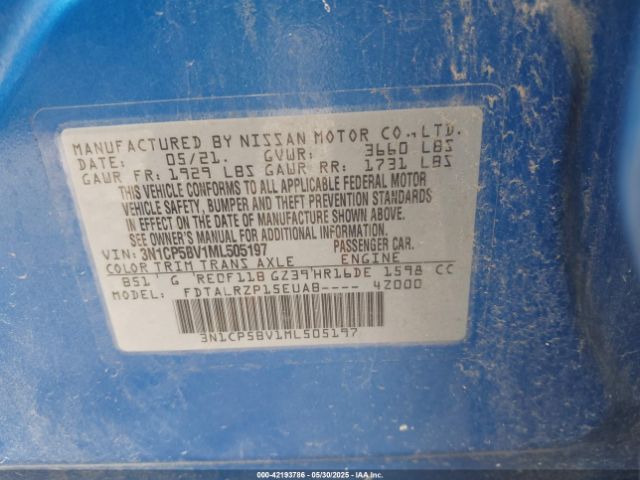 MANUFACTURED BY NISSAN MOTOR CO.,LTD.
DATE: 05/21. GVWR: 3660 LBS
GAWR FR: 1929 LBS GAWR RR: 1731 LBS
THIS VEHICLE CONFORMS TO ALL APPLICABLE FEDERAL MOTOR
VEHICLE SAFETY, BUMPER AND THEFT PREVENTION STANDARDS
IN EFFECT ON THE DATE OF MANUFACTURE SHOWN ABOVE.
SEE OWNER'S MANUAL FOR ADDITIONAL INFORMATION.
VIN: 3N1CP5BV1ML505197 PASSENGER CAR.
COLOR TRIM TRANS AXLE ENGINE
B51 G RE0F11B GZ39 HR16DE 1598 CC
MODEL: FDTALRZP15EUAB---- 4Z000
3N1CP5BV1ML505197
000-42193786 - 05/30/2025 - IAA, Inc.